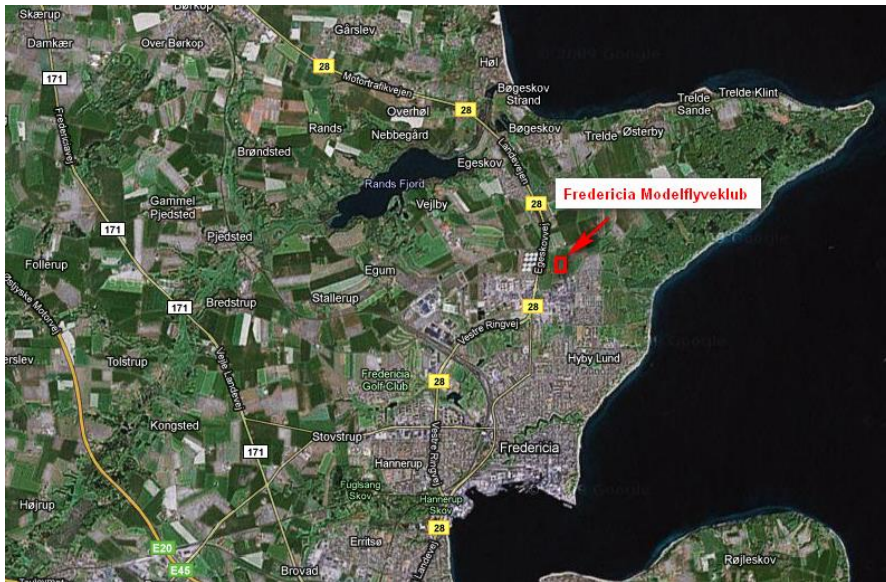 Skærup
Gårslev
Damkær
Over Børkop
28
Høl
171
Motortrafikvejen
Bøgeskov
Strand
Trelde
Sande
Trelde Klint
28
Overhøl
Fredericiavej
Rands
Nebbegård
Bøgeskov
Trelde
Østerby
Landevejen
Brøndsted
Egeskov
Rands Fjord
Fredericia Modelflyveklub
Gammel
Pjedsted
Vejlby
28
171
Pjedsted
Egeskovvej
Follerup
Egum
Østjyske Motorvej
Bredstrup
Stallerup
171
28
Vestre Ringvej
Tolstrup
Hyby Lund
Vejle Landevej
Fredericia
Golf-Club
28
Kongsted
Stovstrup
Vestre Ringvej
171
Fredericia
Hannerup
Fuglsang
Skov
Højrup
Hannerup
Skov
28
Erritsø
E20
Landevej
Røjleskov
E45
Brovad